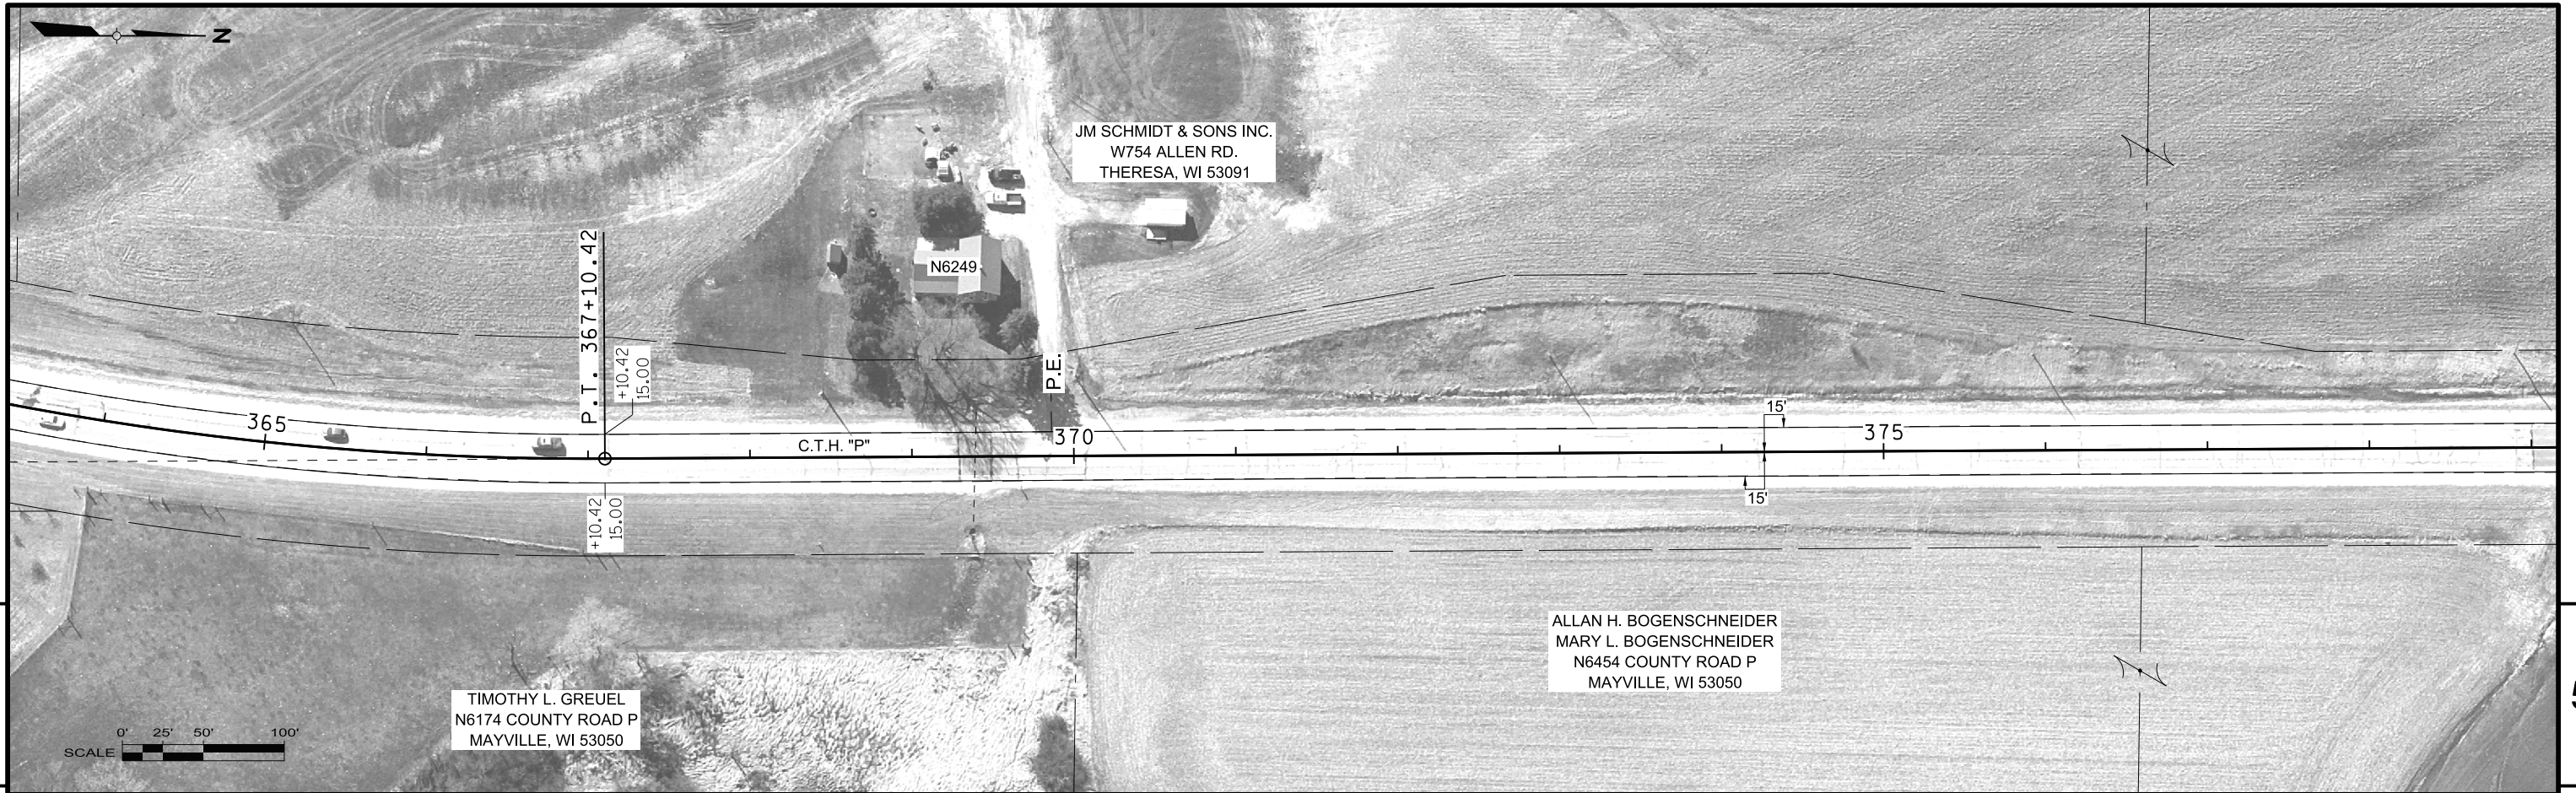 N
JM SCHMIDT & SONS INC.
W754 ALLEN RD.
THERESA, WI 53091
P.T. 367+10.42
N6249
+10.42
15.00
P.E.
365
C.T.H. "P"
370
15'
375
15'
+10.42
15.00
ALLAN H. BOGENSCHNEIDER
MARY L. BOGENSCHNEIDER
N6454 COUNTY ROAD P
MAYVILLE, WI 53050
TIMOTHY L. GREUEL
N6174 COUNTY ROAD P
MAYVILLE, WI 53050
0' 25' 50' 100'
SCALE